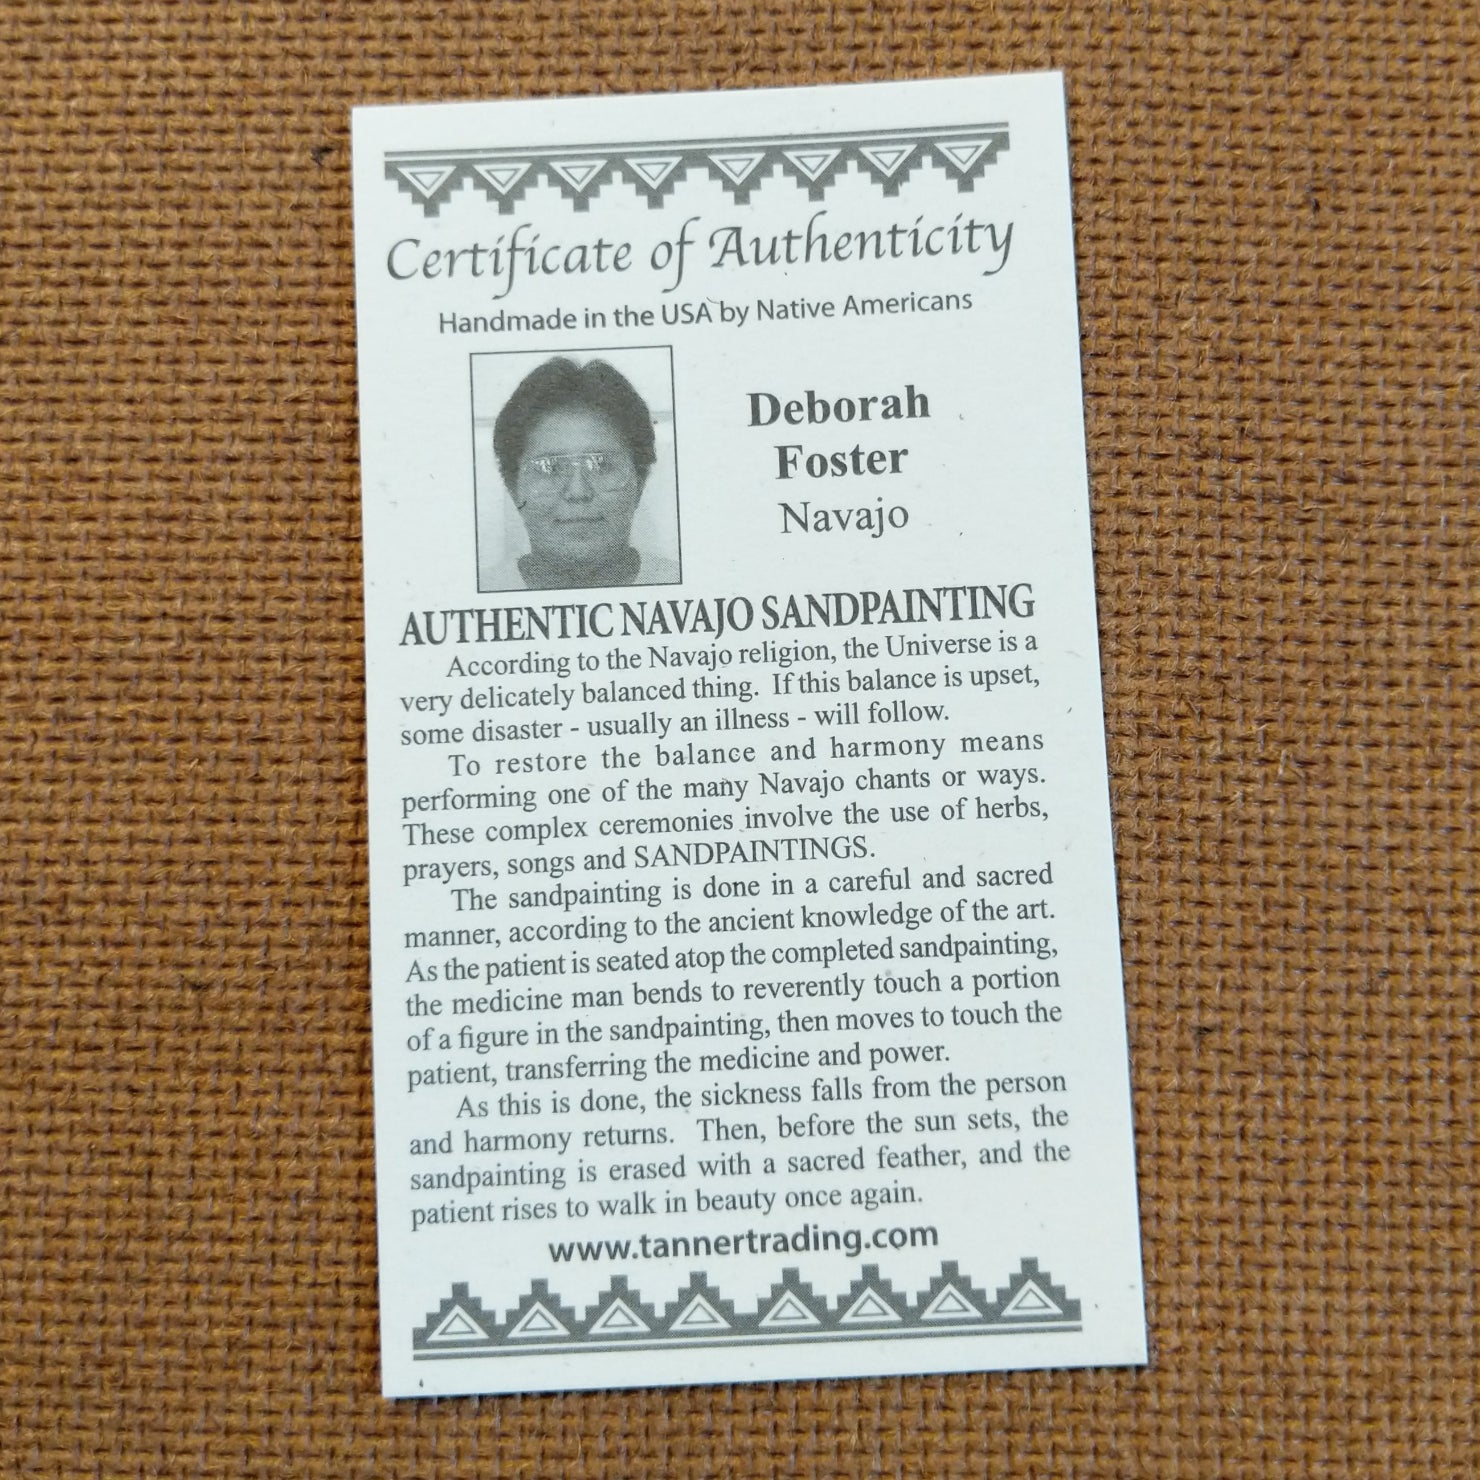 Certificate of Authenticity
Handmade in the USA by Native Americans
Deborah
Foster
Navajo
AUTHENTIC NAVAJO SANDPAINTING
According to the Navajo religion, the Universe is a
very delicately balanced thing. If this balance is upset,
some disaster - usually an illness - will follow.
To restore the balance and harmony means
performing one of the many Navajo chants or ways.
These complex ceremonies involve the use of herbs,
prayers, songs and SANDPAINTINGS.
The sandpainting is done in a careful and sacred
manner, according to the ancient knowledge of the art.
As the patient is seated atop the completed sandpainting,
the medicine man bends to reverently touch a portion
of a figure in the sandpainting, then moves to touch the
patient, transferring the medicine and power.
As this is done, the sickness falls from the person
and harmony returns. Then, before the sun sets, the
sandpainting is erased with a sacred feather, and the
patient rises to walk in beauty once again.
www.tannertrading.com